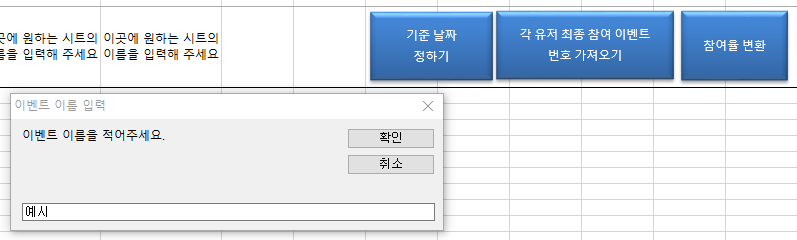 곳에 원하는 시트의 이곳에 원하는 시트의
름을 입력해 주세요 이름을 입력해 주세요
기준 날짜
정하기
각 유저 최종 참여 이벤트
번호 가져오기
참여율 변환
이벤트 이름 입력
이벤트 이름을 적어주세요.
확인
취소
예시